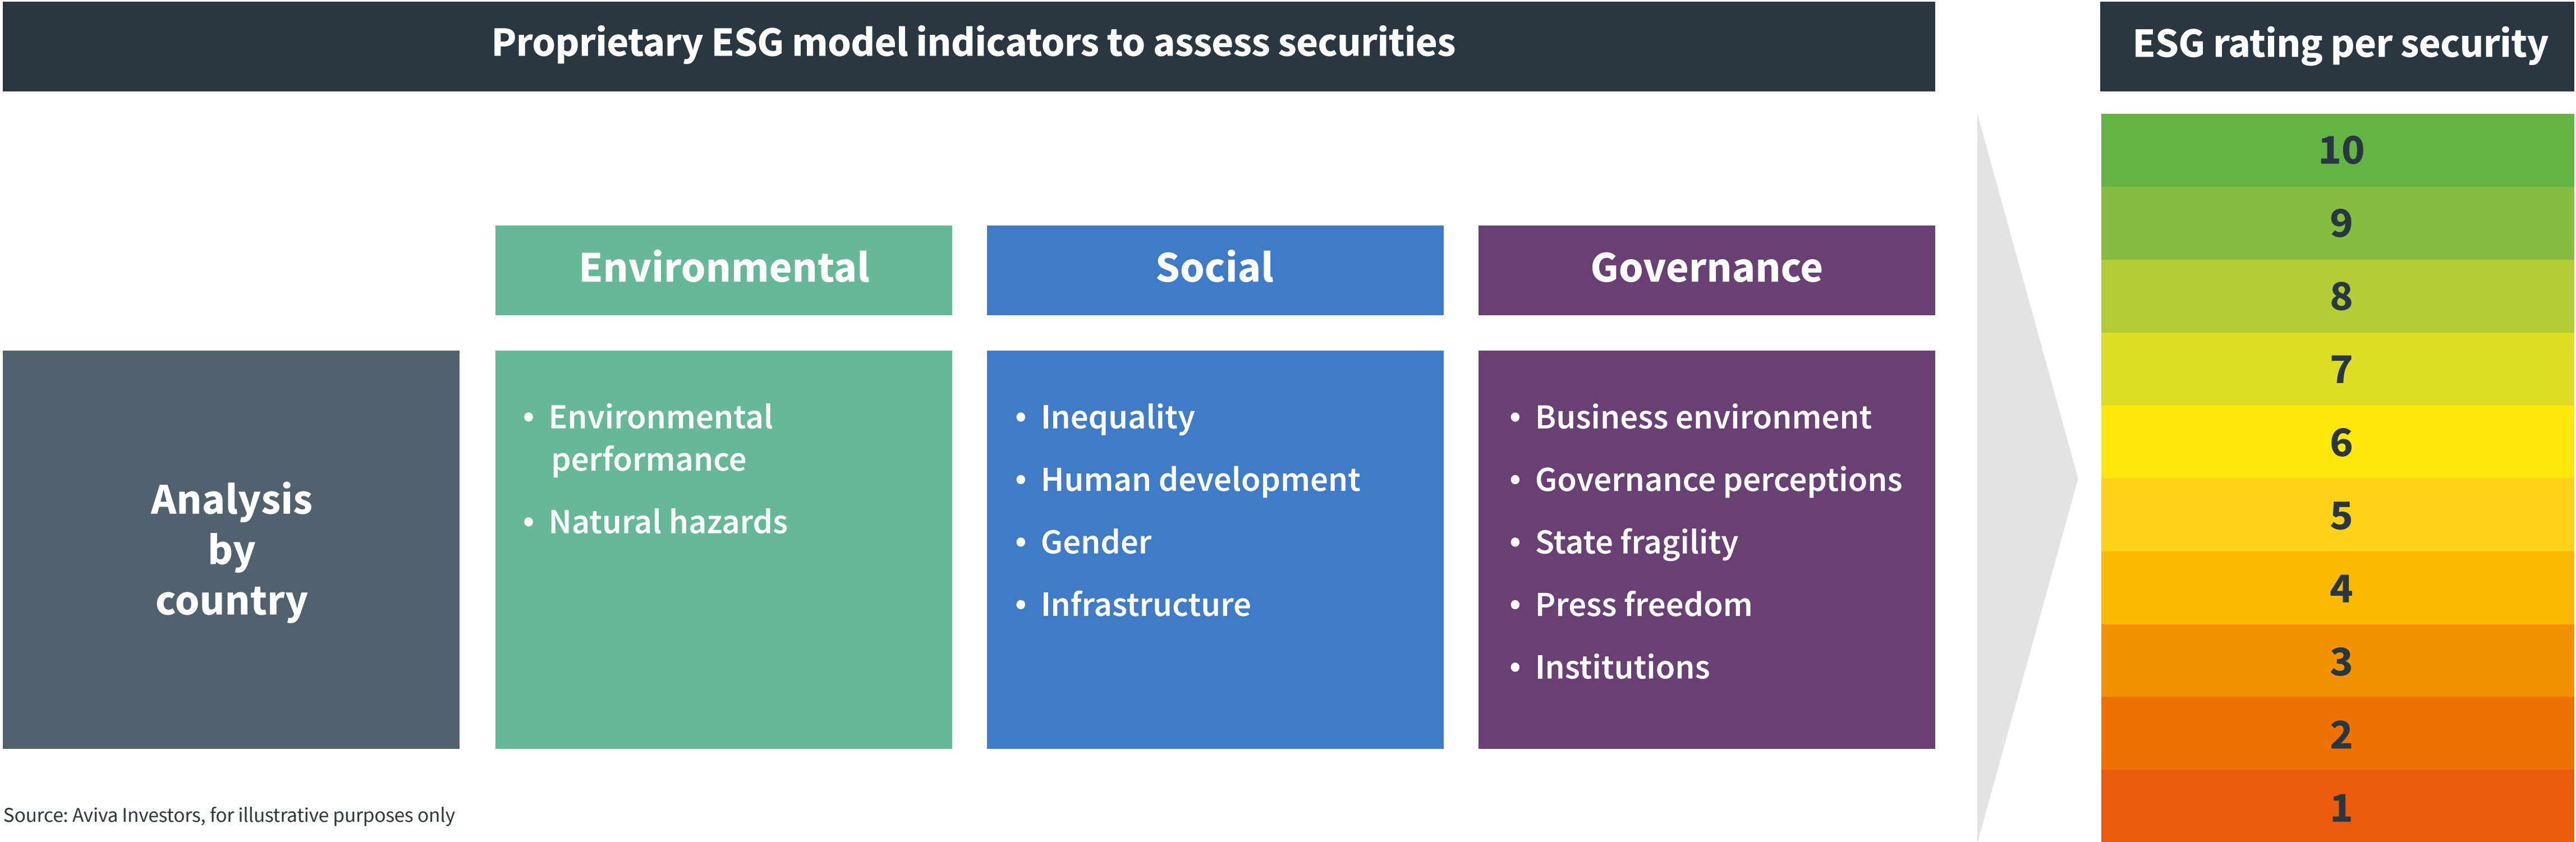 Proprietary ESG model indicators to assess securities
ESG rating per security
Environmental
Social
Governance
Analysis
by
country
• Environmental
performance
• Natural hazards
• Inequality
• Human development
• Gender
• Infrastructure
• Business environment
• Governance perceptions
• State fragility
• Press freedom
• Institutions
10
9
8
7
6
5
4
3
2
1
Source: Aviva Investors, for illustrative purposes only